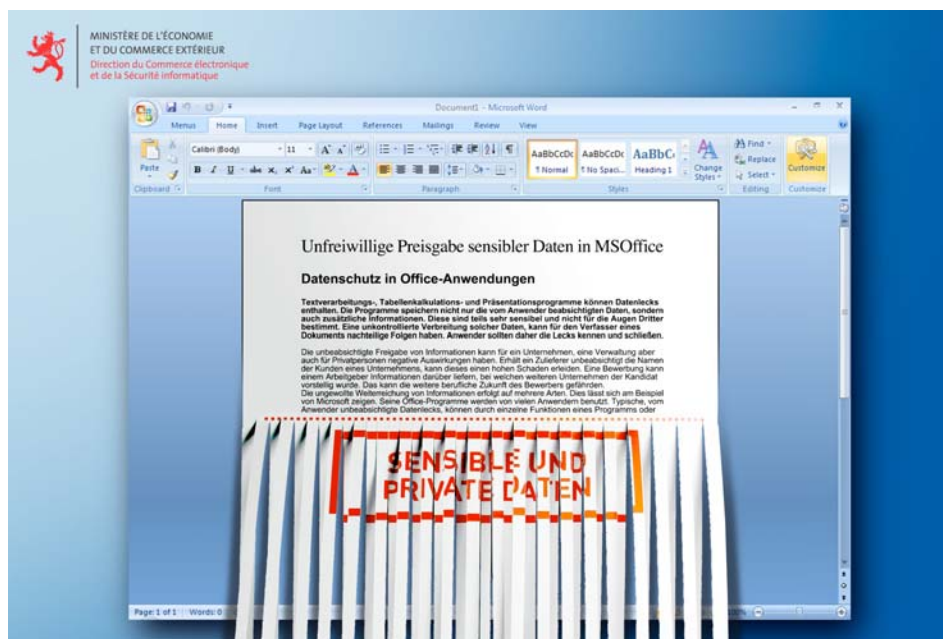 MINISTÈRE DE L'ÉCONOMIE
ET DU COMMERCE EXTÉRIEUR
Direction du Commerce électronique
et de la Sécurité informatique
Document1 - Microsoft Word
Menus Home Insert Page Layout References Mailings Review View
Calibri (Body) 11
Paste
AaBbCcDc AaBbCcDc AaBbC
¶ Normal ¶ No Spaci... Heading 1
Change
Styles
Find
Replace
Select
Customize
Clipboard Font Paragraph Styles Editing Customize
Unfreiwillige Preisgabe sensibler Daten in MSOffice
Datenschutz in Office-Anwendungen
Textverarbeitungs-, Tabellenkalkulations- und Präsentationsprogramme können Datenlecks
enthalten. Die Programme speichern nicht nur die vom Anwender beabsichtigten Daten, sondern
auch zusätzliche Informationen. Diese sind teils sehr sensibel und nicht für die Augen Dritter
bestimmt. Eine unkontrollierte Verbreitung solcher Daten, kann für den Verfasser eines
Dokuments nachteilige Folgen haben. Anwender sollten daher die Lecks kennen und schließen.
Die unbeabsichtigte Freigabe von Informationen kann für ein Unternehmen, eine Verwaltung aber
auch für Privatpersonen negative Auswirkungen haben. Erhält ein Zulieferer unbeabsichtigt die Namen
der Kunden eines Unternehmens, kann dieses einen hohen Schaden erleiden. Eine Bewerbung kann
einem Arbeitgeber Informationen darüber liefern, bei welchen weiteren Unternehmen der Kandidat
vorstellig wurde. Das kann die weitere berufliche Zukunft des Bewerbers gefährden.
Die ungewollte Weiterreichung von Informationen erfolgt auf mehrere Arten. Dies lässt sich am Beispiel
von Microsoft zeigen. Seine Office-Programme werden von vielen Anwendern benutzt. Typische, vom
Anwender unbeabsichtigte Datenlecks, können durch einzelne Funktionen eines Programms oder
SENSIBLE UND
PRIVATE DATEN
Page: 1 of 1 Words: 0